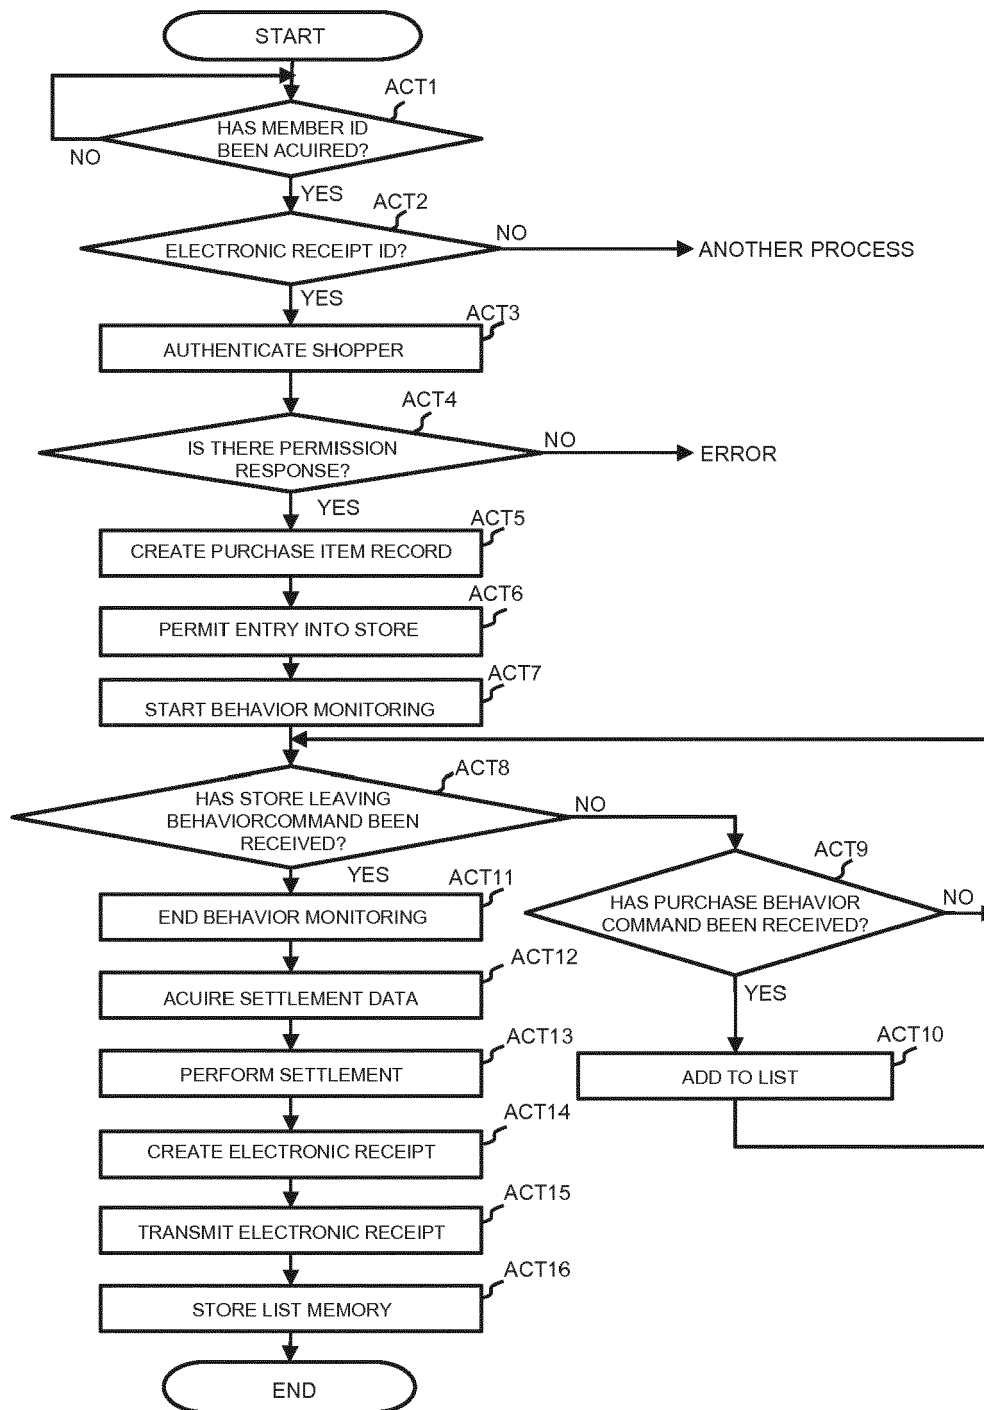 START
ACT1
HAS MEMBER ID
BEEN ACUIRED?
NO
YES
ACT2
ELECTRONIC RECEIPT ID?
NO
ANOTHER PROCESS
YES
ACT3
AUTHENTICATE SHOPPER
ACT4
IS THERE PERMISSION
RESPONSE?
NO
ERROR
YES
ACT5
CREATE PURCHASE ITEM RECORD
ACT6
PERMIT ENTRY INTO STORE
ACT7
START BEHAVIOR MONITORING
ACT8
HAS STORE LEAVING
BEHAVIORCOMMAND BEEN
RECEIVED?
NO
YES
ACT9
HAS PURCHASE BEHAVIOR
COMMAND BEEN RECEIVED?
NO
YES
ACT10
ADD TO LIST
ACT11
END BEHAVIOR MONITORING
ACT12
ACUIRE SETTLEMENT DATA
ACT13
PERFORM SETTLEMENT
ACT14
CREATE ELECTRONIC RECEIPT
ACT15
TRANSMIT ELECTRONIC RECEIPT
ACT16
STORE LIST MEMORY
END